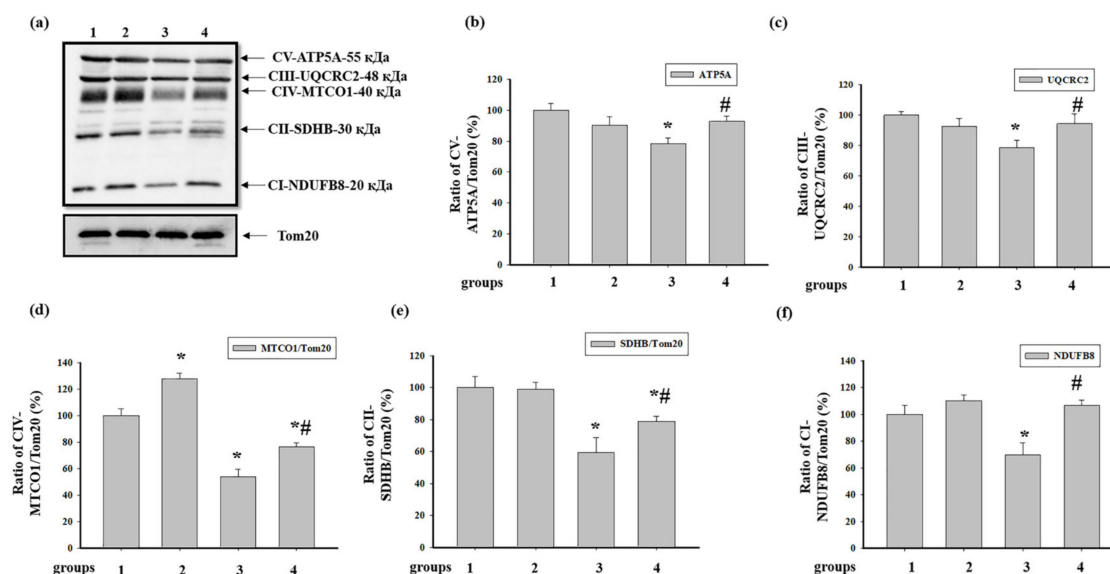 (a)
1 2 3 4
CV-ATP5A-55 кДа
CIII-UQCRC2-48 кДа
CIV-MTCO1-40 кДа
CII-SDHB-30 кДа
CI-NDUFB8-20 кДа
Tom20
(b)
ATP5A
Ratio of CV-
ATP5A/Tom20 (%)
120
100
80
60
40
20
0
* #
groups 1 2 3 4
(c)
UQCRC2
Ratio of CIII-
UQCRC2/Tom20 (%)
120
100
80
60
40
20
0
* #
groups 1 2 3 4
(d)
MTCO1/Tom20
Ratio of CIV-
MTCO1/Tom20 (%)
140
120
100
80
60
40
20
0
* * *#
groups 1 2 3 4
(e)
SDHB/Tom20
Ratio of CII-
SDHB/Tom20 (%)
120
100
80
60
40
20
0
* *#
groups 1 2 3 4
(f)
NDUFB8
Ratio of CI-
NDUFB8/Tom20 (%)
140
120
100
80
60
40
20
0
* #
groups 1 2 3 4